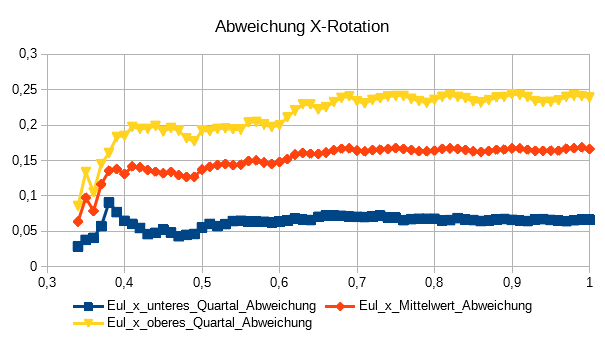 Abweichung X-Rotation
0,3
0,25
0,2
0,15
0,1
0,05
0
0,3 0,4 0,5 0,6 0,7 0,8 0,9 1
Eul_x_unteres_Quartal_Abweichung Eul_x_Mittelwert_Abweichung
Eul_x_oberes_Quartal_Abweichung